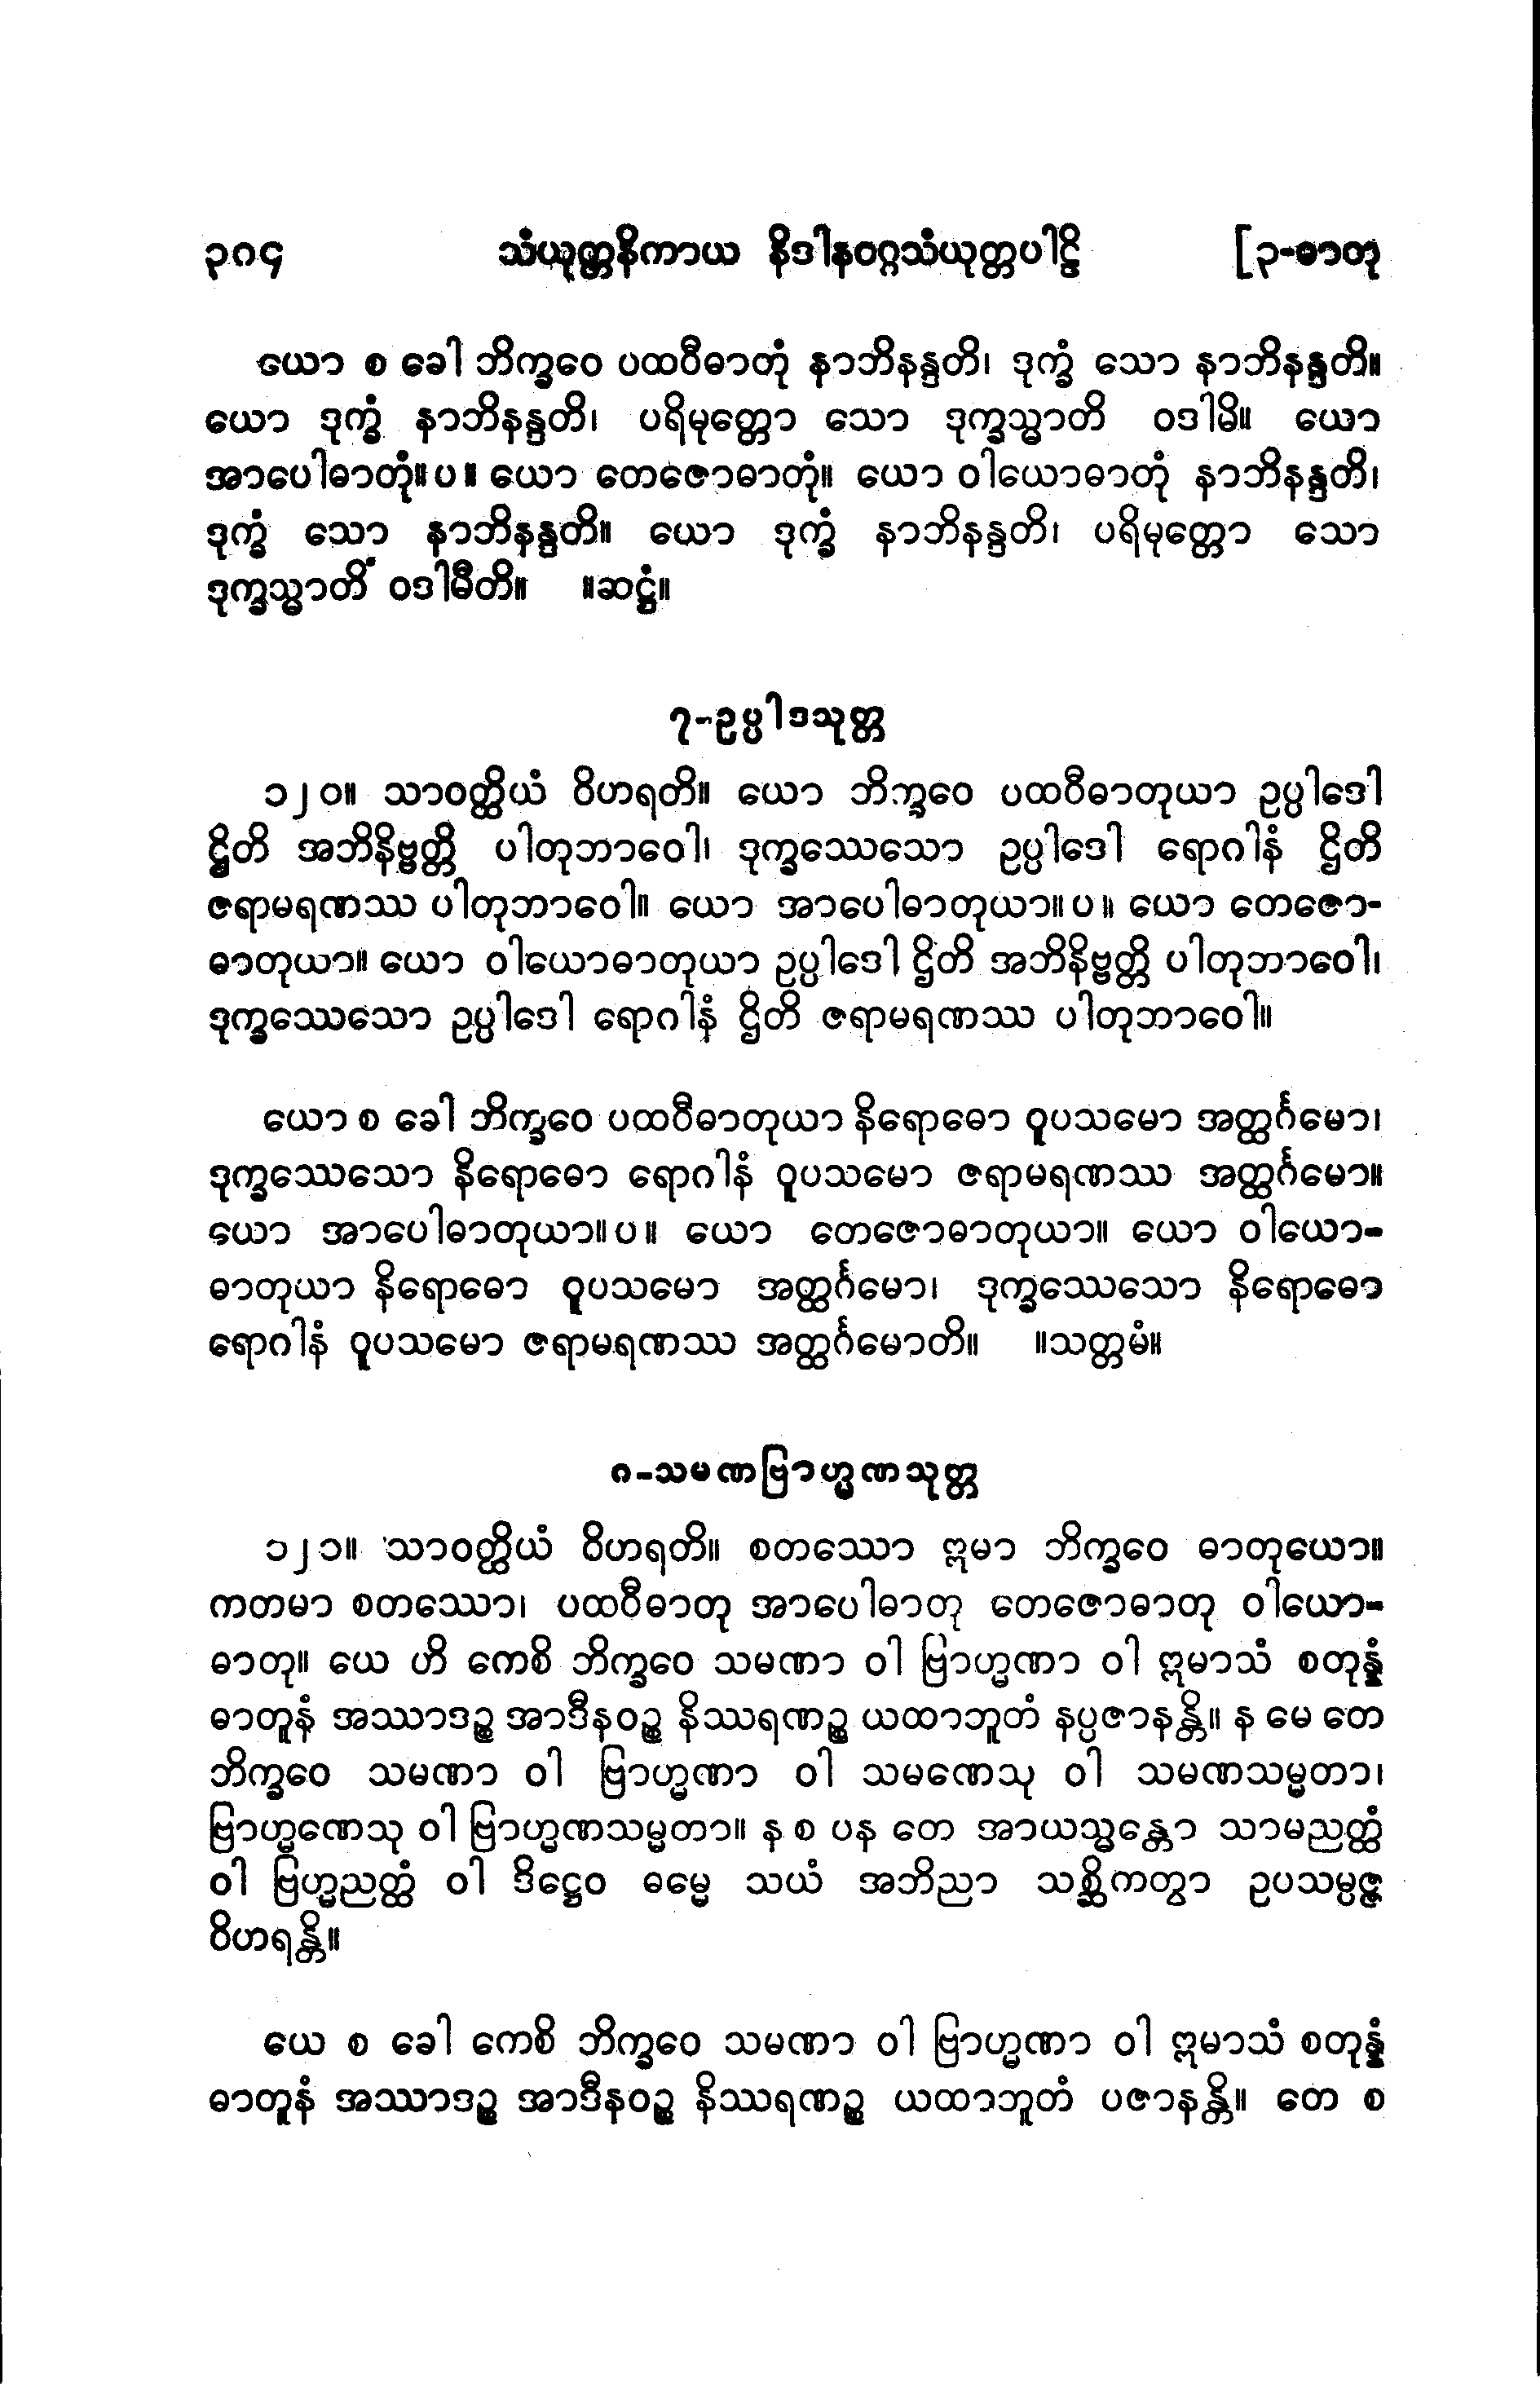 ၃၈၄ သံယုတ္တနိကာယ နိဒါနဝဂ္ဂသံယုတ္တပါဠိ [၃-ဓာတု
ယော စ ခေါ ဘိက္ခဝေ ပထဝီဓာတုံ နာဘိနန္ဒတိ၊ ဒုက္ခံ သော နာဘိနန္ဒတိ။
ယော ဒုက္ခံ နာဘိနန္ဒတိ၊ ပရိမုတ္တော သော ဒုက္ခသ္မာတိ ဝဒါမိ။ ယော
အာပေါဓာတုံ။ပ။ ယော တေဇောဓာတုံ။ ယော ဝါယောဓာတုံ နာဘိနန္ဒတိ၊
ဒုက္ခံ သော နာဘိနန္ဒတိ။ ယော ဒုက္ခံ နာဘိနန္ဒတိ၊ ပရိမုတ္တော သော
ဒုက္ခသ္မာတိ ဝဒါမီတိ။ ။ဆဋ္ဌံ။
၇-ဥပ္ပါဒသုတ္တ
၁၂၀။ သာဝတ္ထိယံ ဝိဟရတိ။ ယော ဘိက္ခဝေ ပထဝီဓာတုယာ ဥပ္ပါဒေါ
ဋ္ဌိတိ အဘိနိဗ္ဗတ္တိ ပါတုဘာဝေါ၊ ဒုက္ခဿေသော ဥပ္ပါဒေါ ရောဂါနံ ဌိတိ
ဇရာမရဏဿ ပါတုဘာဝေါ။ ယော အာပေါဓာတုယာ။ပ။ ယော တေဇော-
ဓာတုယာ။ ယော ဝါယောဓာတုယာ ဥပ္ပါဒေါ ဌိတိ အဘိနိဗ္ဗတ္တိ ပါတုဘာဝေါ၊
ဒုက္ခဿေသော ဥပ္ပါဒေါ ရောဂါနံ ဌိတိ ဇရာမရဏဿ ပါတုဘာဝေါ။
ယော စ ခေါ ဘိက္ခဝေ ပထဝီဓာတုယာ နိရောဓော ဝူပသမော အတ္ထင်္ဂမော၊
ဒုက္ခဿေသော နိရောဓော ရောဂါနံ ဝူပသမော ဇရာမရဏဿ အတ္ထင်္ဂမော။
ယော အာပေါဓာတုယာ။ပ။ ယော တေဇောဓာတုယာ။ ယော ဝါယော-
ဓာတုယာ နိရောဓော ဝူပသမော အတ္ထင်္ဂမော၊ ဒုက္ခဿေသော နိရောဓော
ရောဂါနံ ဝူပသမော ဇရာမရဏဿ အတ္ထင်္ဂမောတိ။ ။သတ္တမံ။
၈-သမဏဗြာဟ္မဏသုတ္တ
၁၂၁။ သာဝတ္ထိယံ ဝိဟရတိ။ စတဿော ဣမာ ဘိက္ခဝေ ဓာတုယော။
ကတမာ စတဿော၊ ပထဝီဓာတု အာပေါဓာတု တေဇောဓာတု ဝါယော-
ဓာတု။ ယေ ဟိ ကေစိ ဘိက္ခဝေ သမဏာ ဝါ ဗြာဟ္မဏာ ဝါ ဣမာသံ စတုန္နံ
ဓာတူနံ အဿာဒဉ္စ အာဒီနဝဉ္စ နိဿရဏဉ္စ ယထာဘူတံ နပ္ပဇာနန္တိ။ န မေ တေ
ဘိက္ခဝေ သမဏာ ဝါ ဗြာဟ္မဏာ ဝါ သမဏေသု ဝါ သမဏသမ္မတာ၊
ဗြာဟ္မဏေသု ဝါ ဗြာဟ္မဏသမ္မတာ။ န စ ပန တေ အာယသ္မန္တော သာမညတ္ထံ
ဝါ ဗြဟ္မညတ္ထံ ဝါ ဒိဋ္ဌေဝ ဓမ္မေ သယံ အဘိညာ သစ္ဆိကတွာ ဥပသမ္ပဇ္ဇ
ဝိဟရန္တိ။
ယေ စ ခေါ ကေစိ ဘိက္ခဝေ သမဏာ ဝါ ဗြာဟ္မဏာ ဝါ ဣမာသံ စတုန္နံ
ဓာတူနံ အဿာဒဉ္စ အာဒီနဝဉ္စ နိဿရဏဉ္စ ယထာဘူတံ ပဇာနန္တိ။ တေ စ